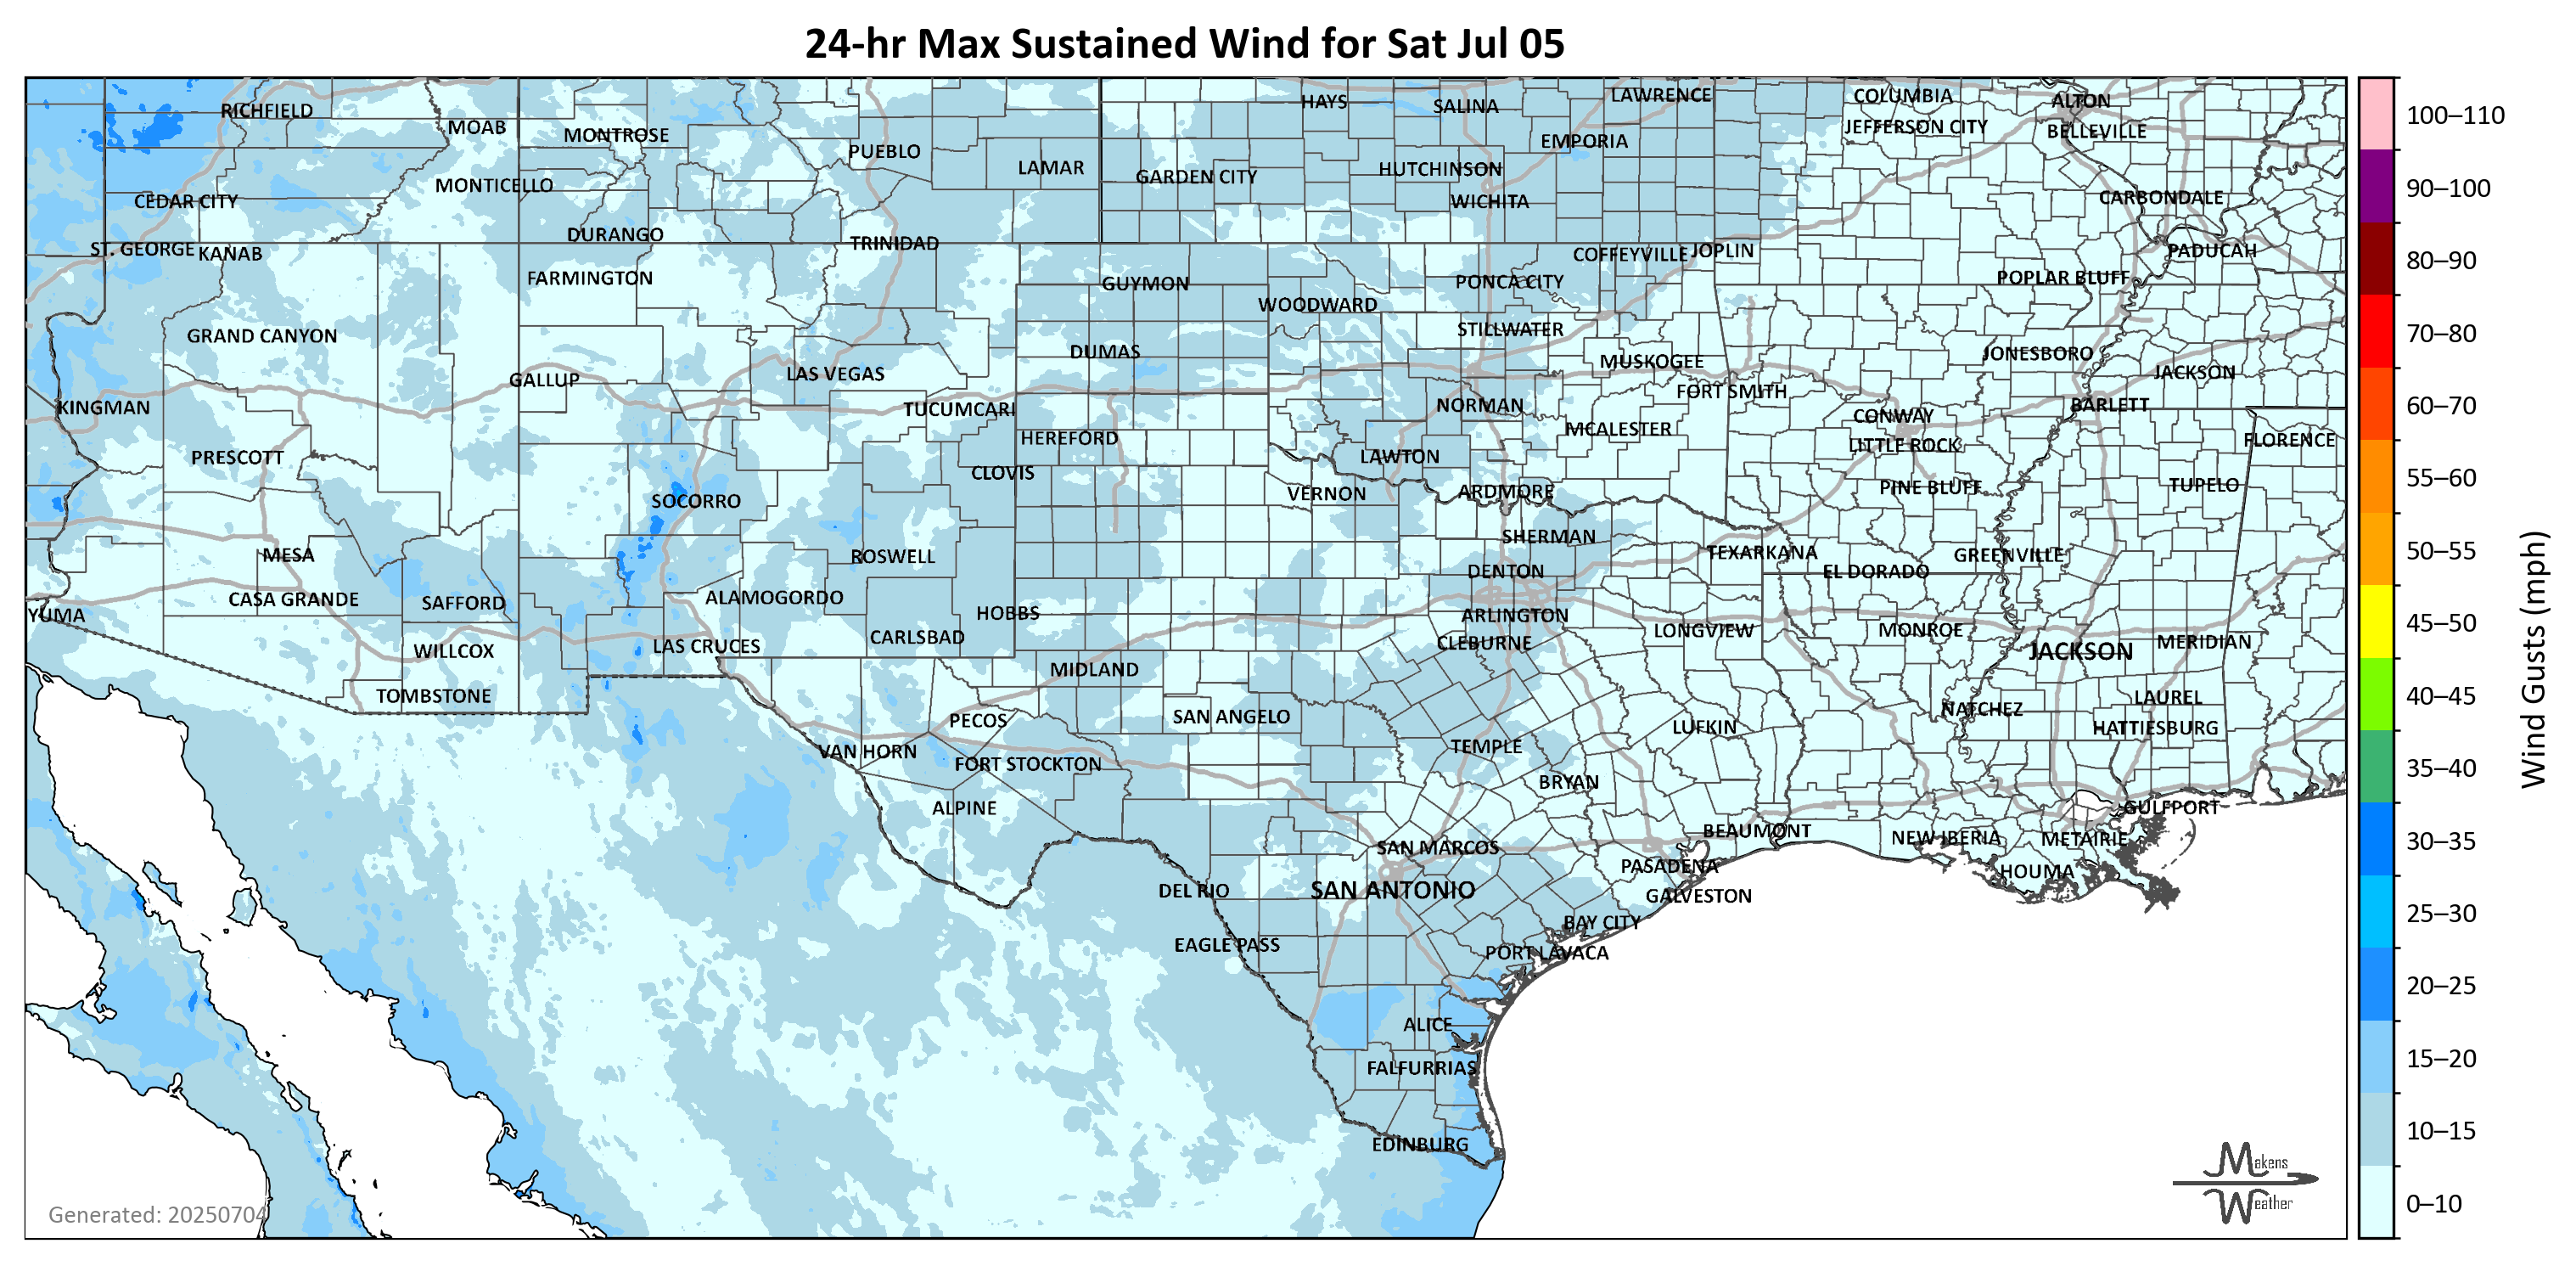 24-hr Max Sustained Wind for Sat Jul 05
RICHFIELD
MOAB
MONTROSE
PUEBLO
LAMAR
HAYS
SALINA
LAWRENCE
COLUMBIA
ALTON
JEFFERSON CITY
BELLEVILLE
EMPORIA
GARDEN CITY
HUTCHINSON
WICHITA
CARBONDALE
MONTICELLO
CEDAR CITY
DURANGO
TRINIDAD
ST. GEORGE
KANAB
COFFEYVILLE
JOPLIN
PADUCAH
FARMINGTON
GUYMON
PONCA CITY
POPLAR BLUFF
WOODWARD
GRAND CANYON
STILLWATER
DUMAS
MUSKOGEE
JONESBORO
JACKSON
GALLUP
LAS VEGAS
FORT SMITH
KINGMAN
TUCUMCARI
NORMAN
CONWAY
BARLETT
HEREFORD
MCALESTER
LITTLE ROCK
FLORENCE
PRESCOTT
CLOVIS
LAWTON
SOCORRO
VERNON
ARDMORE
PINE BLUFF
TUPELO
MESA
ROSWELL
SHERMAN
TEXARKANA
GREENVILLE
DENTON
EL DORADO
CASA GRANDE
SAFFORD
ALAMOGORDO
YUMA
HOBBS
ARLINGTON
WILLCOX
LAS CRUCES
CARLSBAD
CLEBURNE
LONGVIEW
MONROE
JACKSON
MERIDIAN
TOMBSTONE
MIDLAND
LAUREL
PECOS
SAN ANGELO
NATCHEZ
LUFKIN
HATTIESBURG
VAN HORN
FORT STOCKTON
TEMPLE
BRYAN
ALPINE
GULFPORT
SAN MARCOS
BEAUMONT
NEW IBERIA
METAIRIE
PASADENA
HOUMA
DEL RIO
SAN ANTONIO
GALVESTON
BAY CITY
EAGLE PASS
PORT LAVACA
ALICE
FALFURRIAS
EDINBURG
Generated: 20250704
Makens
Weather
100–110
90–100
80–90
70–80
60–70
55–60
50–55
45–50
40–45
35–40
30–35
25–30
20–25
15–20
10–15
0–10
Wind Gusts (mph)